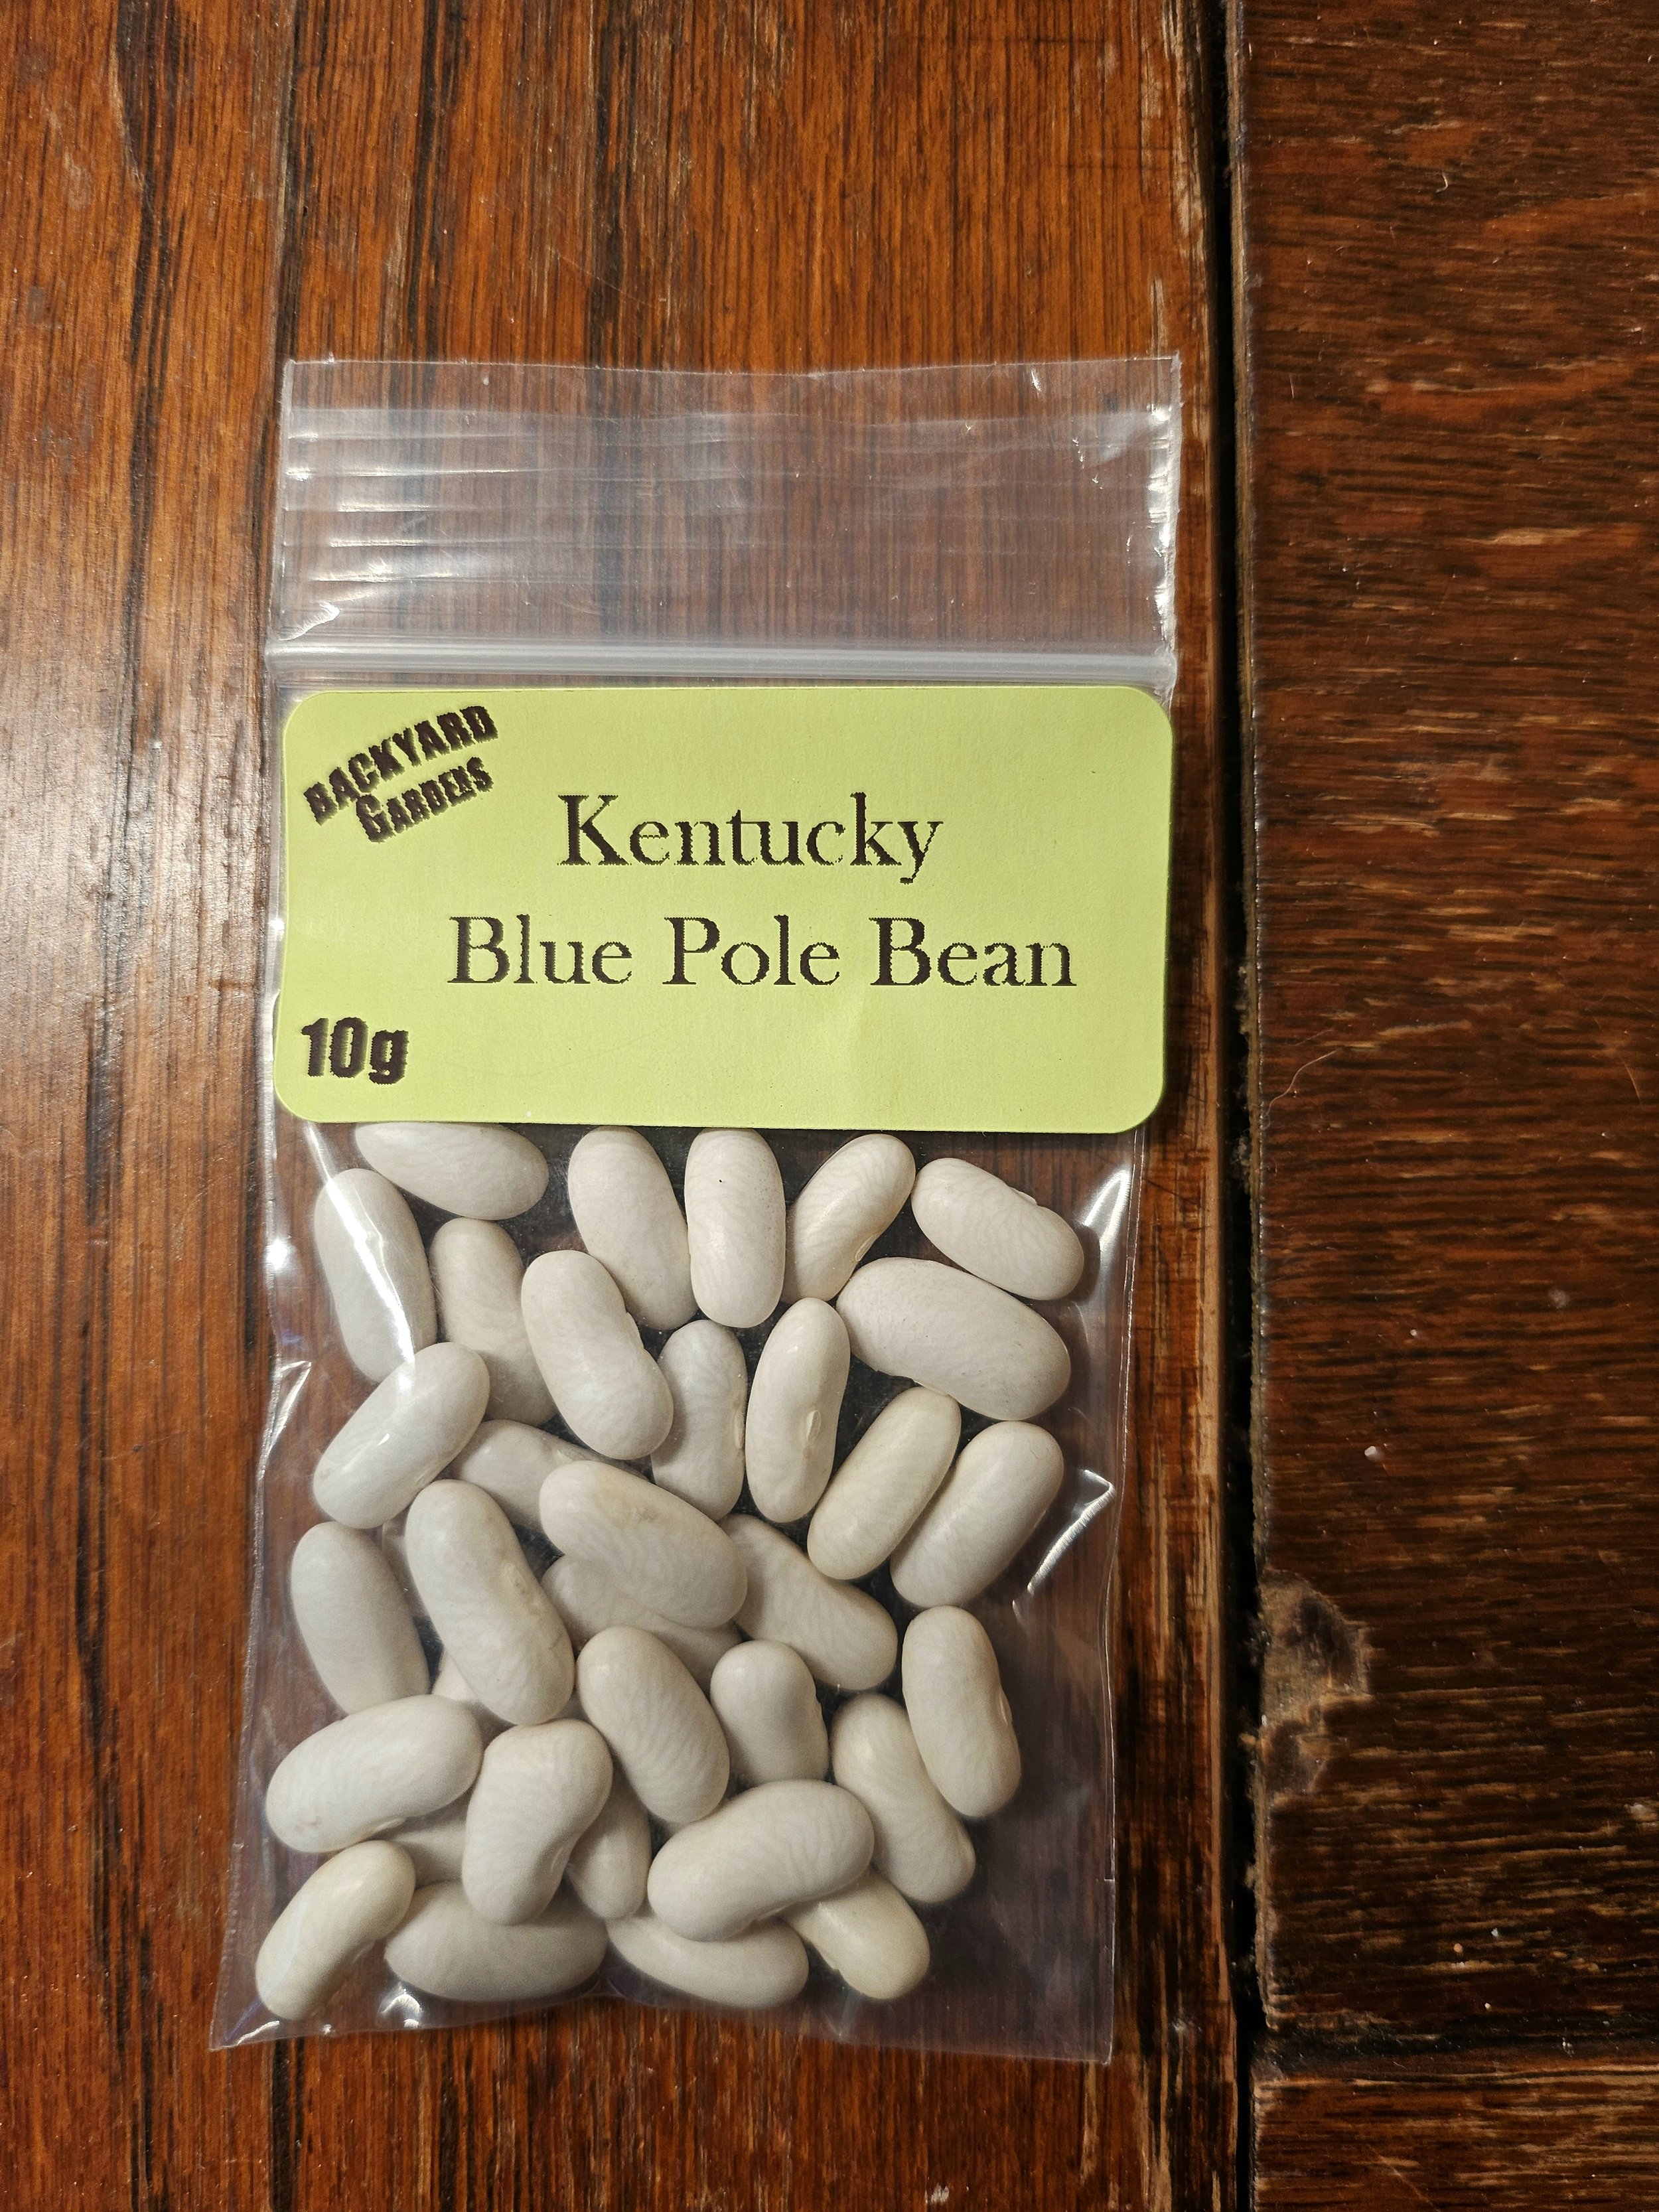 BACKYARD
GARDENS
Kentucky
Blue Pole Bean
10g